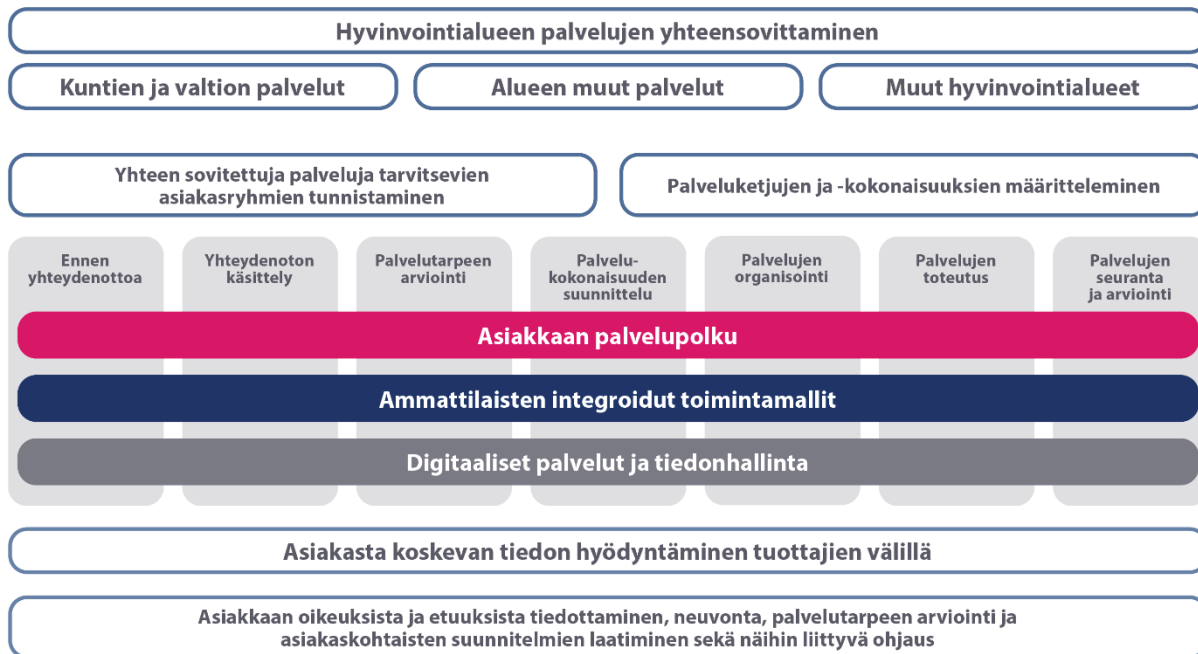 Hyvinvointialueen palvelujen yhteensovittaminen
Kuntien ja valtion palvelut
Alueen muut palvelut
Muut hyvinvointialueet
Yhteen sovitettuja palveluja tarvitsevien
asiakasryhmien tunnistaminen
Palveluketjujen ja -kokonaisuuksien määritteleminen
Ennen
yhteydenottoa
Yhteydenoton
käsittely
Palvelutarpeen
arviointi
Palvelu-
kokonaisuuden
suunnittelu
Palvelujen
organisointi
Palvelujen
toteutus
Palvelujen
seuranta
ja arviointi
Asiakkaan palvelupolku
Ammattilaisten integroidut toimintamallit
Digitaaliset palvelut ja tiedonhallinta
Asiakasta koskevan tiedon hyödyntäminen tuottajien välillä
Asiakkaan oikeuksista ja etuuksista tiedottaminen, neuvonta, palvelutarpeen arviointi ja
asiakaskohtaisten suunnitelmien laatiminen sekä näihin liittyvä ohjaus